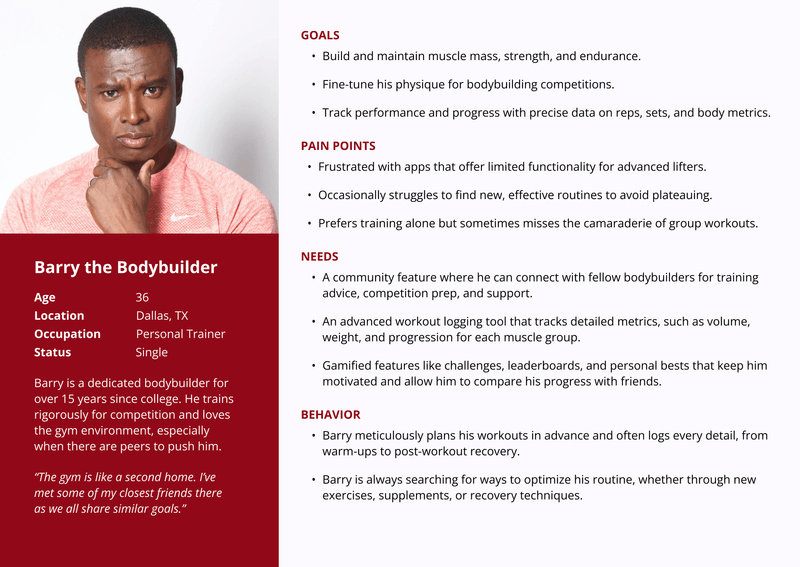 Barry the Bodybuilder
Age 36
Location Dallas, TX
Occupation Personal Trainer
Status Single
Barry is a dedicated bodybuilder for
over 15 years since college. He trains
rigorously for competition and loves
the gym environment, especially
when there are peers to push him.
“The gym is like a second home. I’ve
met some of my closest friends there
as we all share similar goals.”
GOALS
• Build and maintain muscle mass, strength, and endurance.
• Fine-tune his physique for bodybuilding competitions.
• Track performance and progress with precise data on reps, sets, and body metrics.
PAIN POINTS
• Frustrated with apps that offer limited functionality for advanced lifters.
• Occasionally struggles to find new, effective routines to avoid plateauing.
• Prefers training alone but sometimes misses the camaraderie of group workouts.
NEEDS
• A community feature where he can connect with fellow bodybuilders for training
advice, competition prep, and support.
• An advanced workout logging tool that tracks detailed metrics, such as volume,
weight, and progression for each muscle group.
• Gamified features like challenges, leaderboards, and personal bests that keep him
motivated and allow him to compare his progress with friends.
BEHAVIOR
• Barry meticulously plans his workouts in advance and often logs every detail, from
warm-ups to post-workout recovery.
• Barry is always searching for ways to optimize his routine, whether through new
exercises, supplements, or recovery techniques.